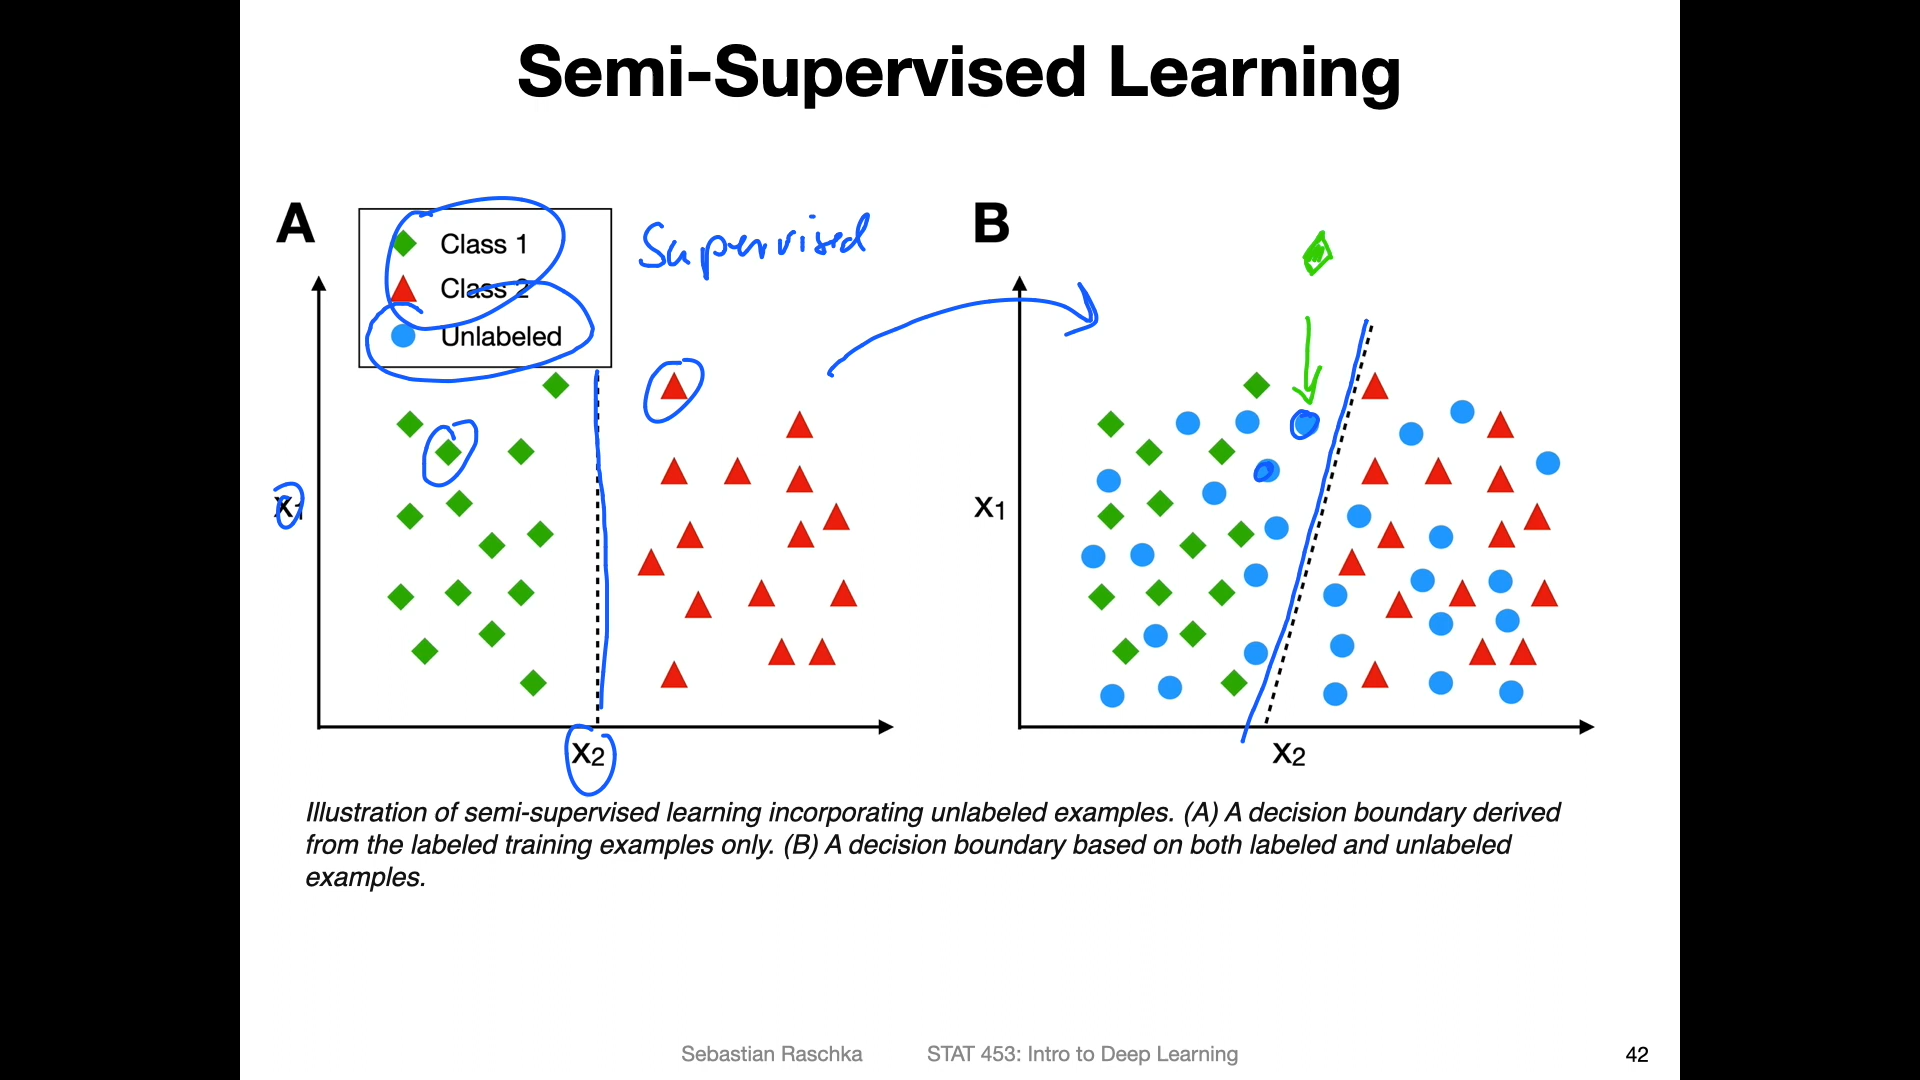 Semi-Supervised Learning
A
Class 1
Class 2
Unlabeled
Supervised
B
x1
x2
x1
x2
Illustration of semi-supervised learning incorporating unlabeled examples. (A) A decision boundary derived
from the labeled training examples only. (B) A decision boundary based on both labeled and unlabeled
examples.
Sebastian Raschka STAT 453: Intro to Deep Learning 42